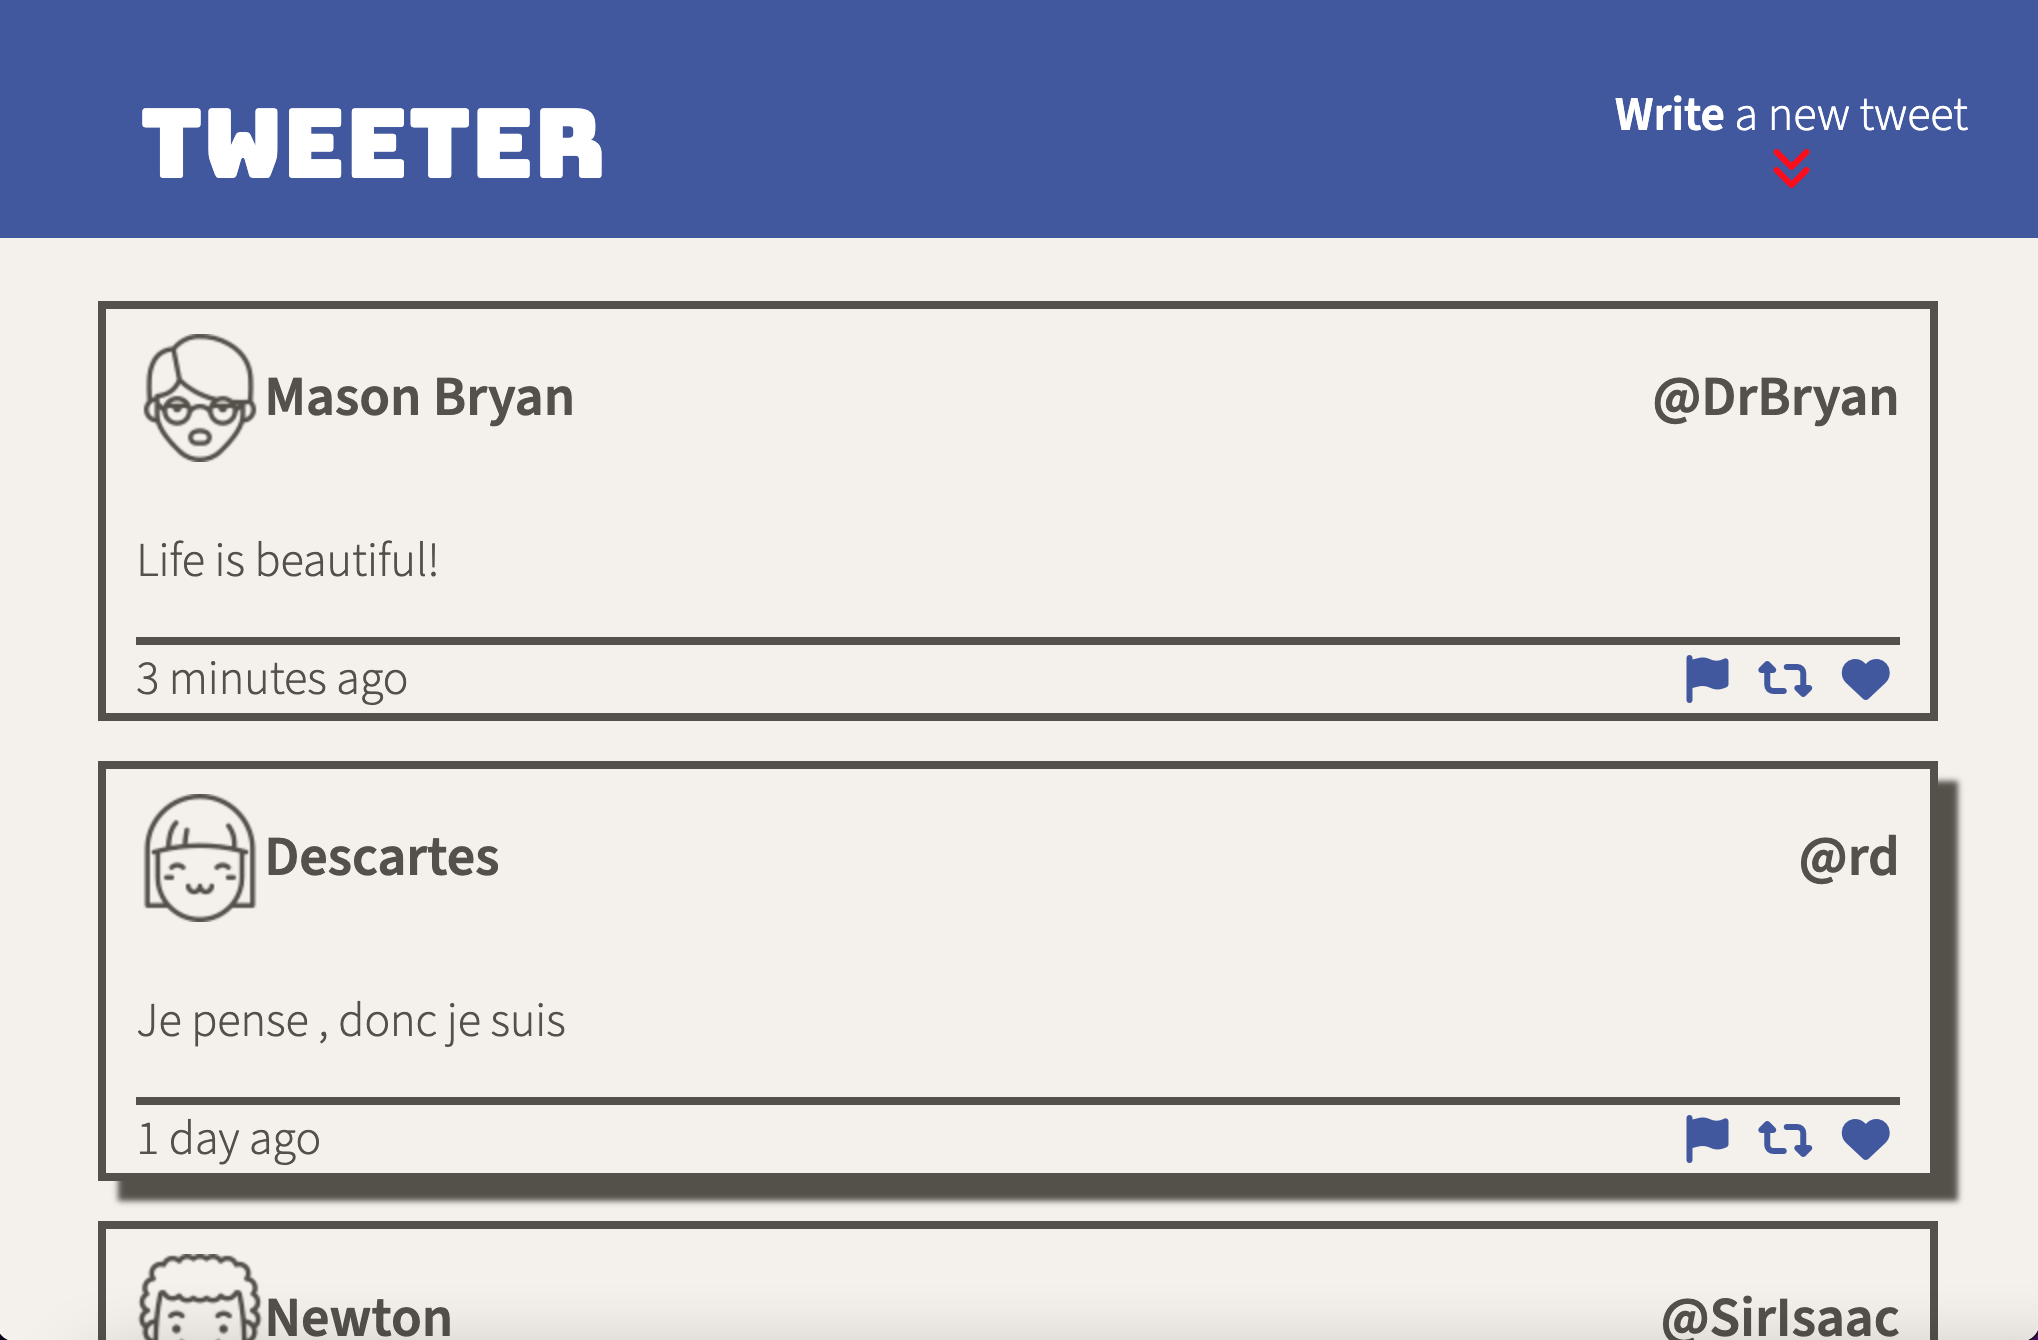 TWEETER
Write a new tweet
Mason Bryan
@DrBryan
Life is beautiful!
3 minutes ago
Descartes
@rd
Je pense , donc je suis
1 day ago
Newton
@SirIsaac